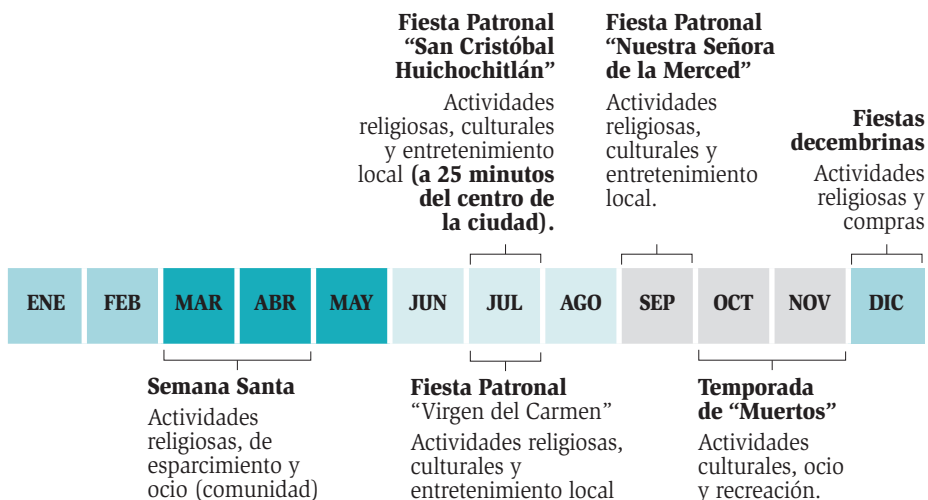 Fiesta Patronal
“San Cristóbal
Huichochitlán”
Actividades
religiosas, culturales
y entretenimiento
local (a 25 minutos
del centro de
la ciudad).
Fiesta Patronal
“Nuestra Señora
de la Merced”
Actividades
religiosas,
culturales y
entretenimiento
local.
Fiestas
decembrinas
Actividades
religiosas y
compras
ENE FEB MAR ABR MAY JUN JUL AGO SEP OCT NOV DIC
Semana Santa
Actividades
religiosas, de
esparcimiento y
ocio (comunidad)
Fiesta Patronal
“Virgen del Carmen”
Actividades religiosas,
culturales y
entretenimiento local
Temporada
de “Muertos”
Actividades
culturales, ocio
y recreación.